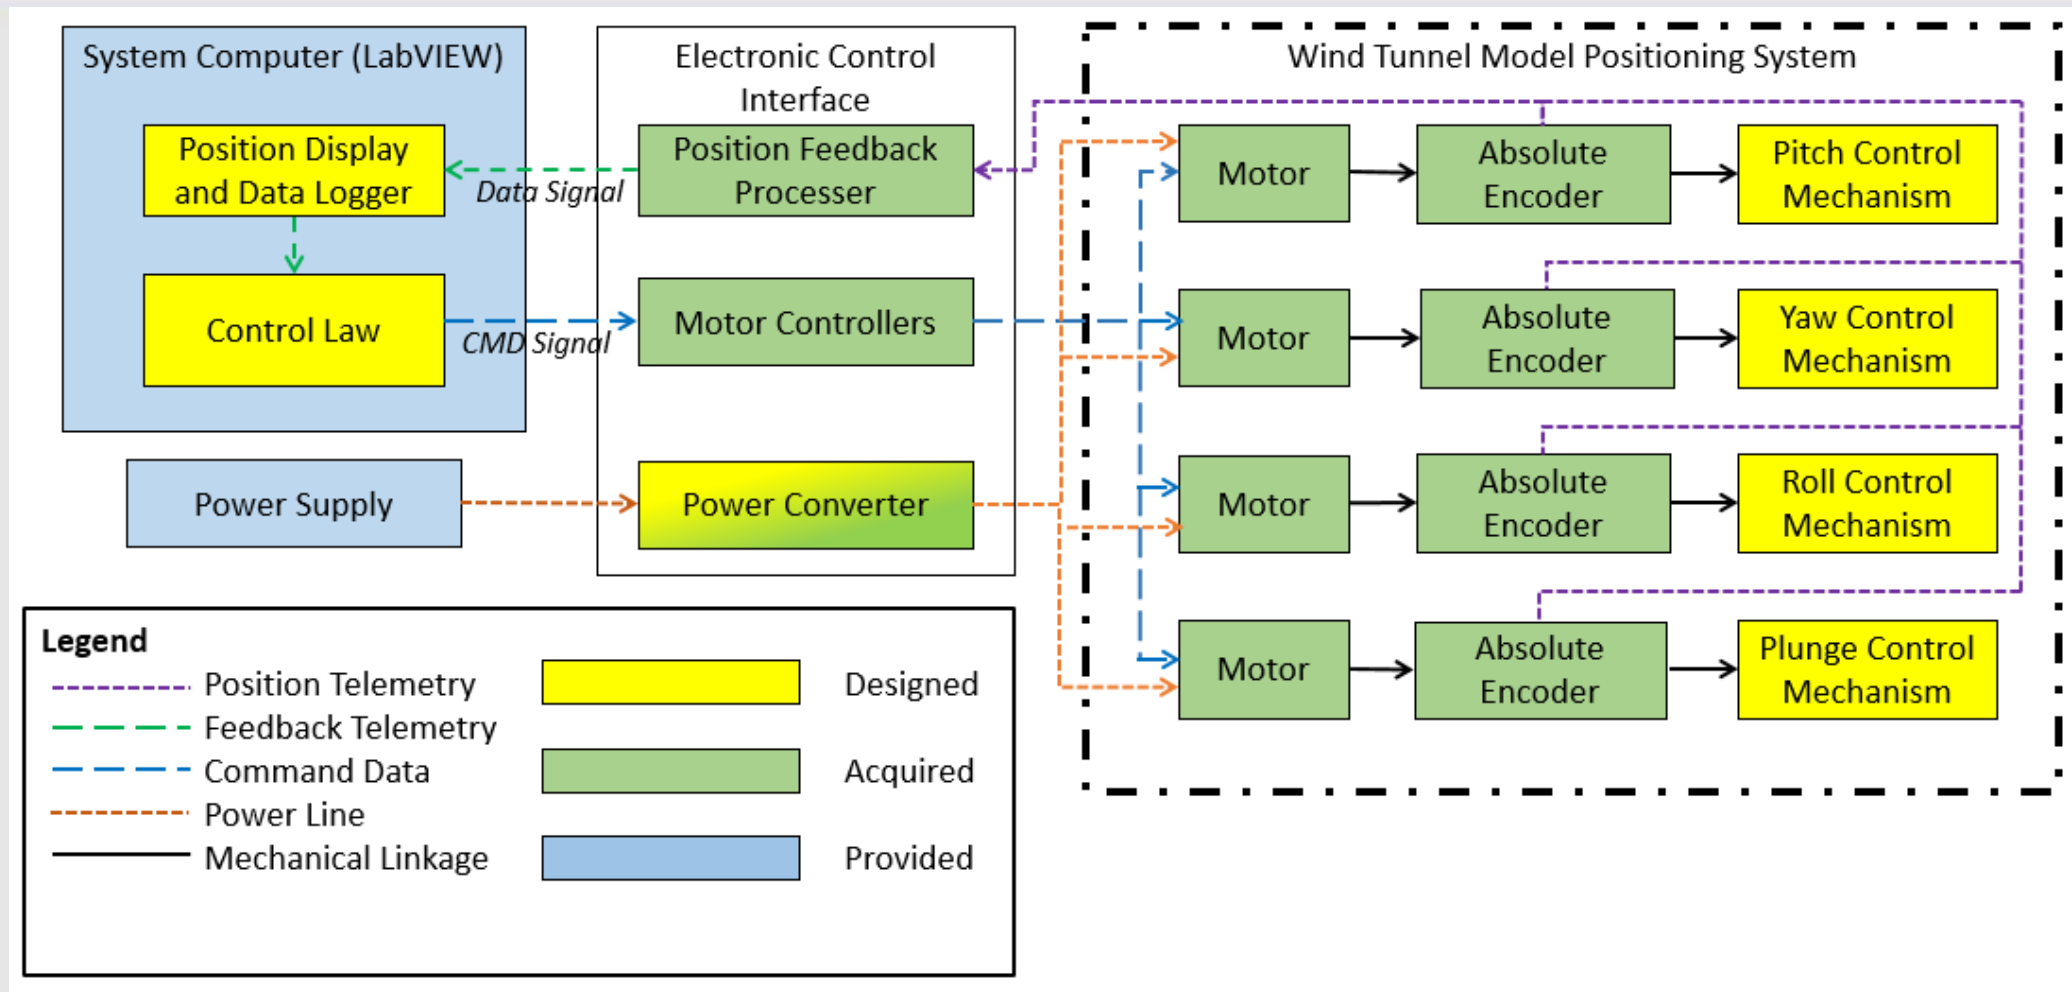 System Computer (LabVIEW)
Position Display
and Data Logger
Control Law
Data Signal
CMD Signal
Power Supply
Electronic Control
Interface
Position Feedback
Processer
Motor Controllers
Power Converter
Wind Tunnel Model Positioning System
Motor
Absolute
Encoder
Pitch Control
Mechanism
Motor
Absolute
Encoder
Yaw Control
Mechanism
Motor
Absolute
Encoder
Roll Control
Mechanism
Motor
Absolute
Encoder
Plunge Control
Mechanism
Legend
Position Telemetry
Feedback Telemetry
Command Data
Power Line
Mechanical Linkage
Designed
Acquired
Provided